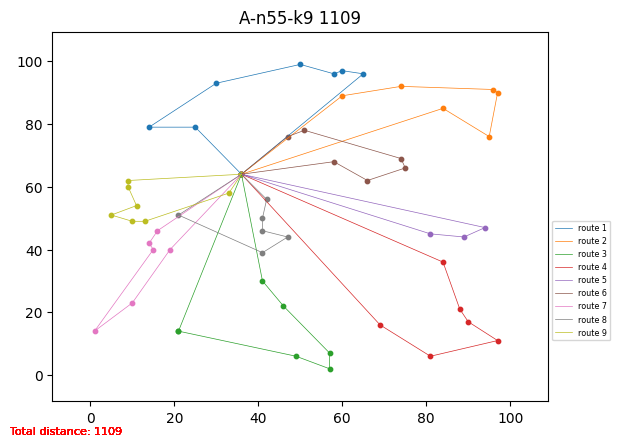 A-n55-k9 1109
100
80
60
40
20
0
0 20 40 60 80 100
route 1
route 2
route 3
route 4
route 5
route 6
route 7
route 8
route 9
Total distance: 1109